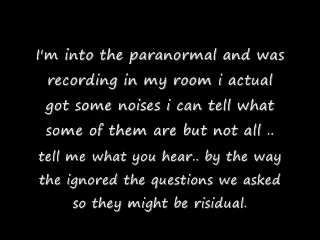 I'm into the paranormal and was
recording in my room i actual
got some noises i can tell what
some of them are but not all ..
tell me what you hear.. by the way
the ignored the questions we asked
so they might be risidual.